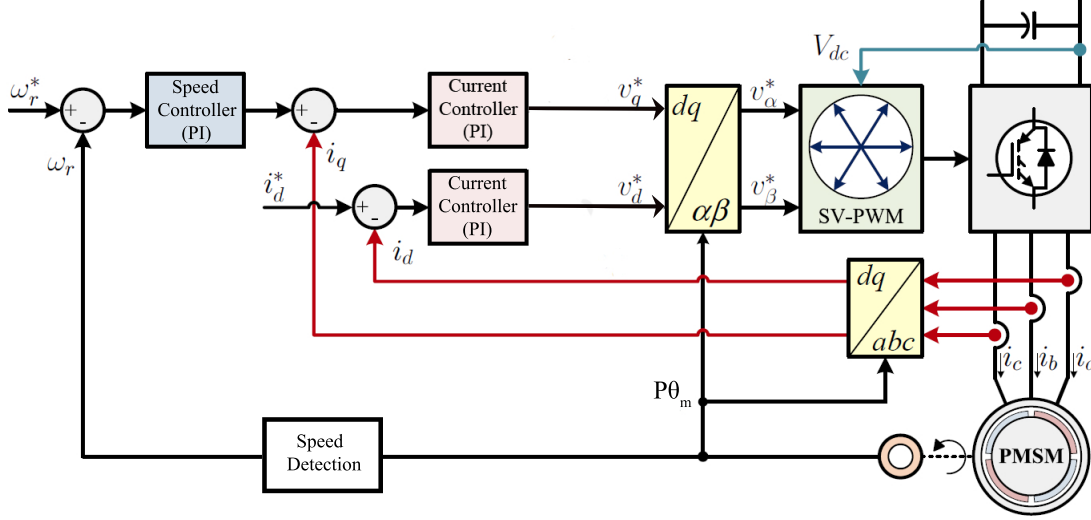 ω_r^*
+
-
ω_r
Speed
Controller
(PI)
+
-
i_q
Current
Controller
(PI)
v_q^*
i_d^*
+
-
i_d
Current
Controller
(PI)
v_d^*
dq
αβ
v_α^*
v_β^*
V_dc
SV-PWM
dq
abc
i_c
i_b
Pθ_m
Speed
Detection
PMSM